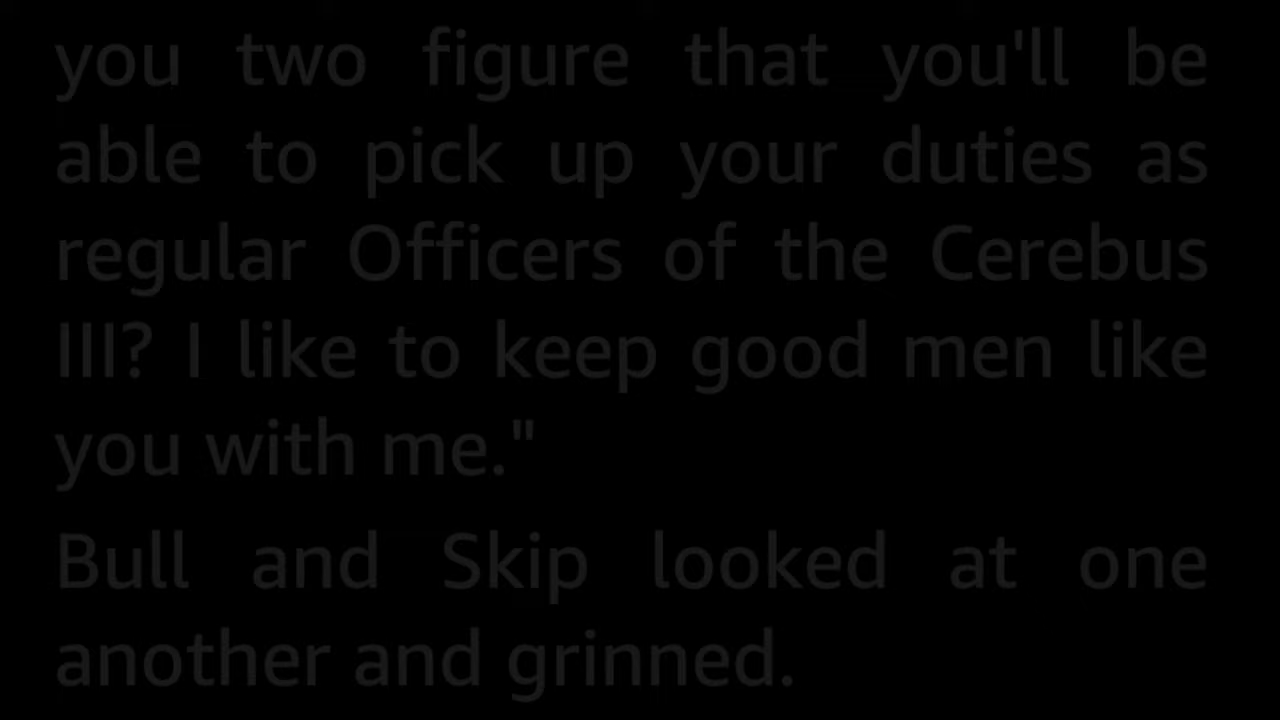 you two figure that you'll be
able to pick up your duties as
regular Officers of the Cerebus
III? I like to keep good men like
you with me."
Bull and Skip looked at one
another and grinned.